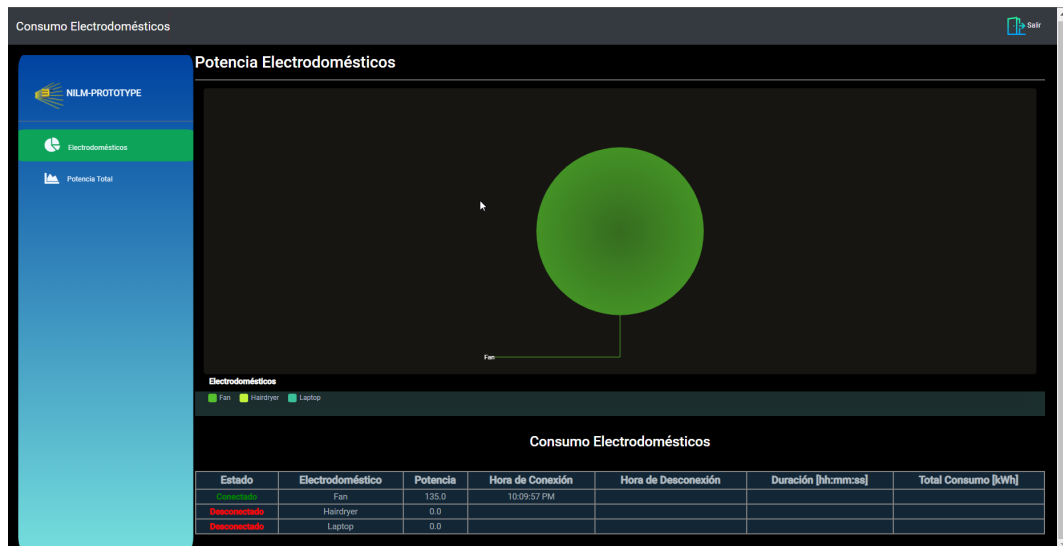 Consumo Electrodomésticos
Salir
NILM-PROTOTYPE
Electrodomésticos
Potencia Total
Potencia Electrodomésticos
Fan
Electrodomésticos
Fan Hairdryer Laptop
Consumo Electrodomésticos
Estado Electrodoméstico Potencia Hora de Conexión Hora de Desconexión Duración [hh:mm:ss] Total Consumo [kWh]
Conectado Fan 135.0 10:09:57 PM
Desconectado Hairdryer 0.0
Desconectado Laptop 0.0